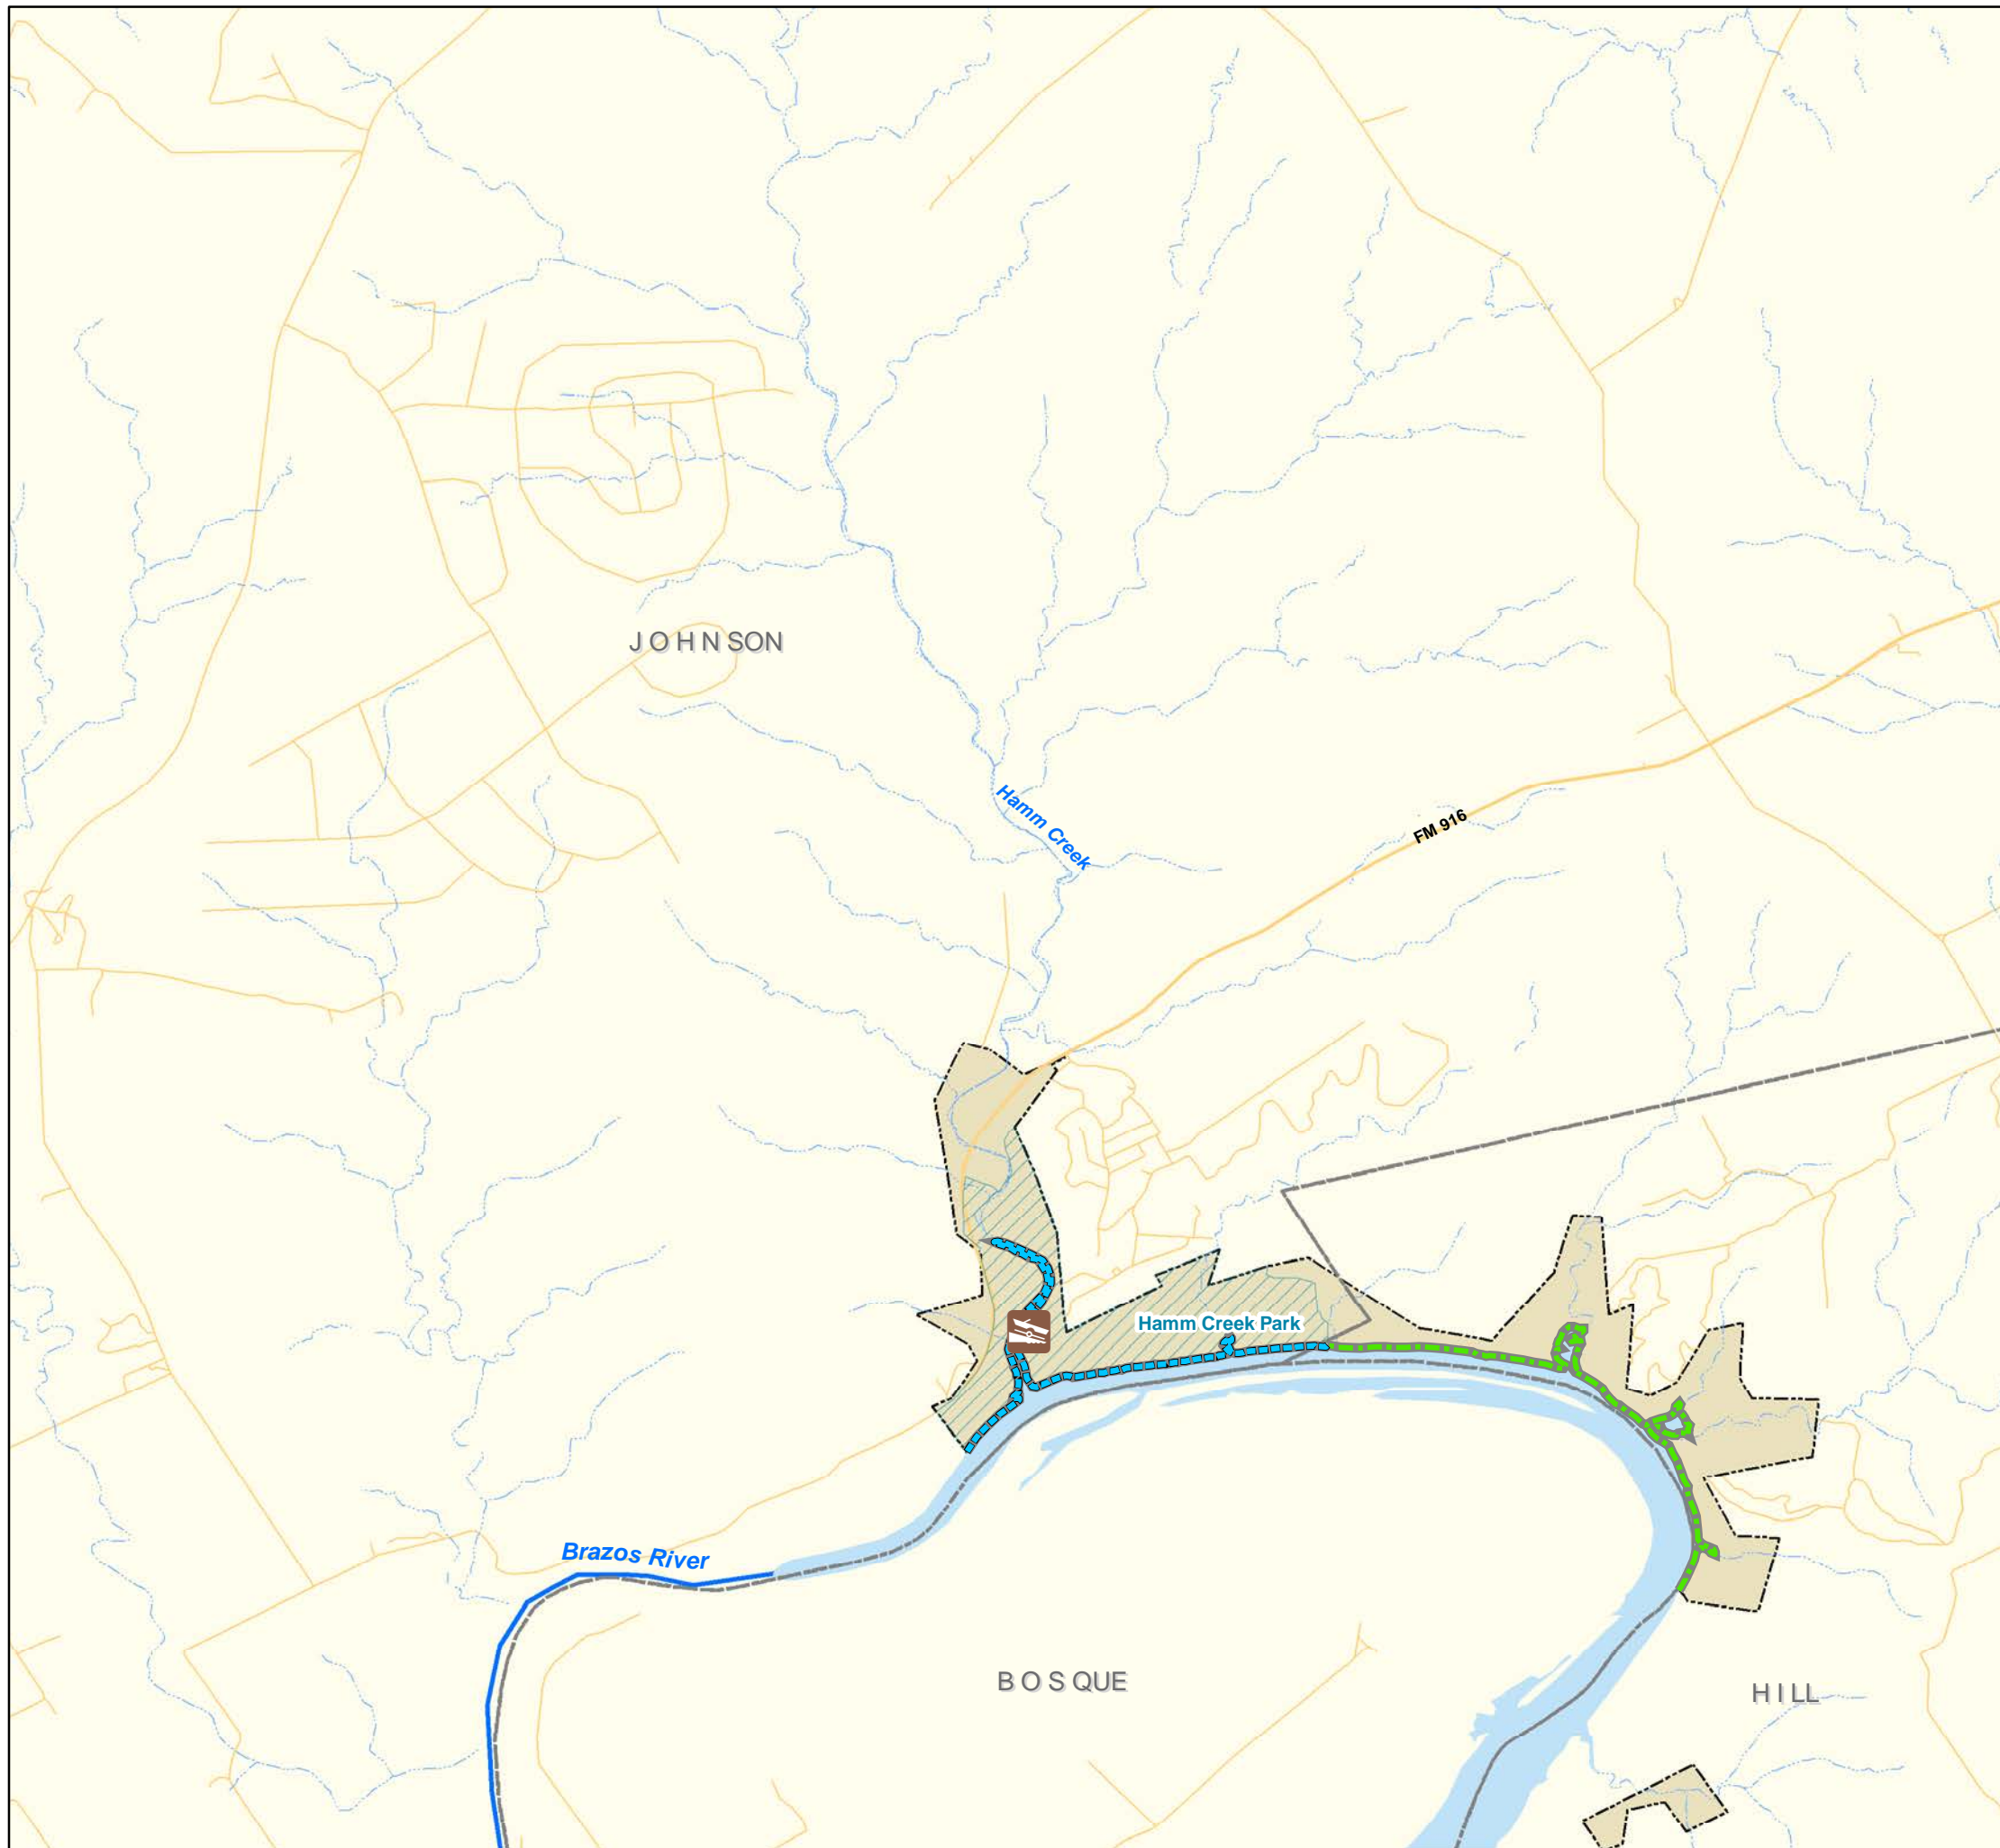 JOHNSON
Hamm Creek
FM 916
Hamm Creek Park
Brazos River
BOSQUE
HILL